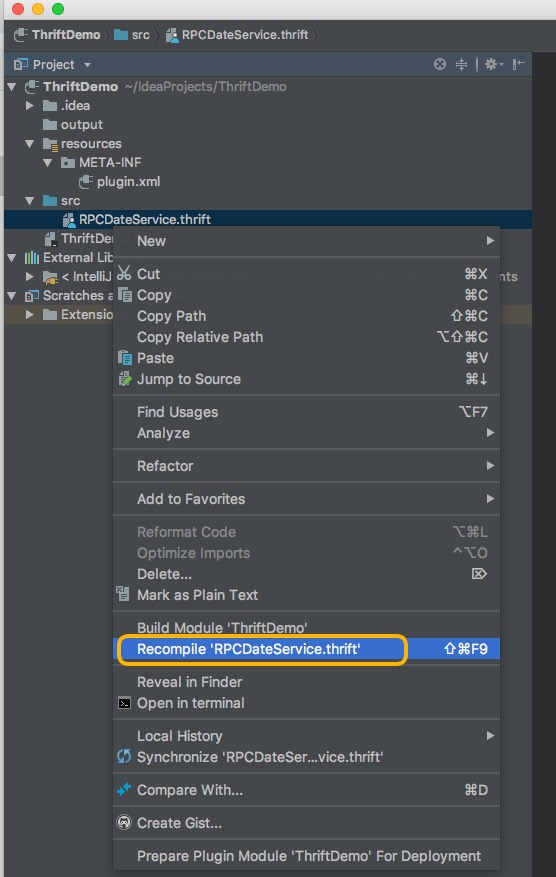 ThriftDemo src RPCDateService.thrift
Project
ThriftDemo ~/IdeaProjects/ThriftDemo
.idea
output
resources
META-INF
plugin.xml
src
RPCDateService.thrift
ThriftDe
External Lib
< IntelliJ
Scratches a
Extension
New
Cut ⌘X
Copy ⌘C
Copy Path ⇧⌘C
Copy Relative Path ⌥⇧⌘C
Paste ⌘V
Jump to Source ⌘↓
Find Usages ⌥F7
Analyze
Refactor
Add to Favorites
Reformat Code ⌥⌘L
Optimize Imports ^⌥O
Delete... ⌦
Mark as Plain Text
Build Module 'ThriftDemo'
Recompile 'RPCDateService.thrift' ⇧⌘F9
Reveal in Finder
Open in terminal
Local History
Synchronize 'RPCDateSer...vice.thrift'
Compare With... ⌘D
Create Gist...
Prepare Plugin Module 'ThriftDemo' For Deployment